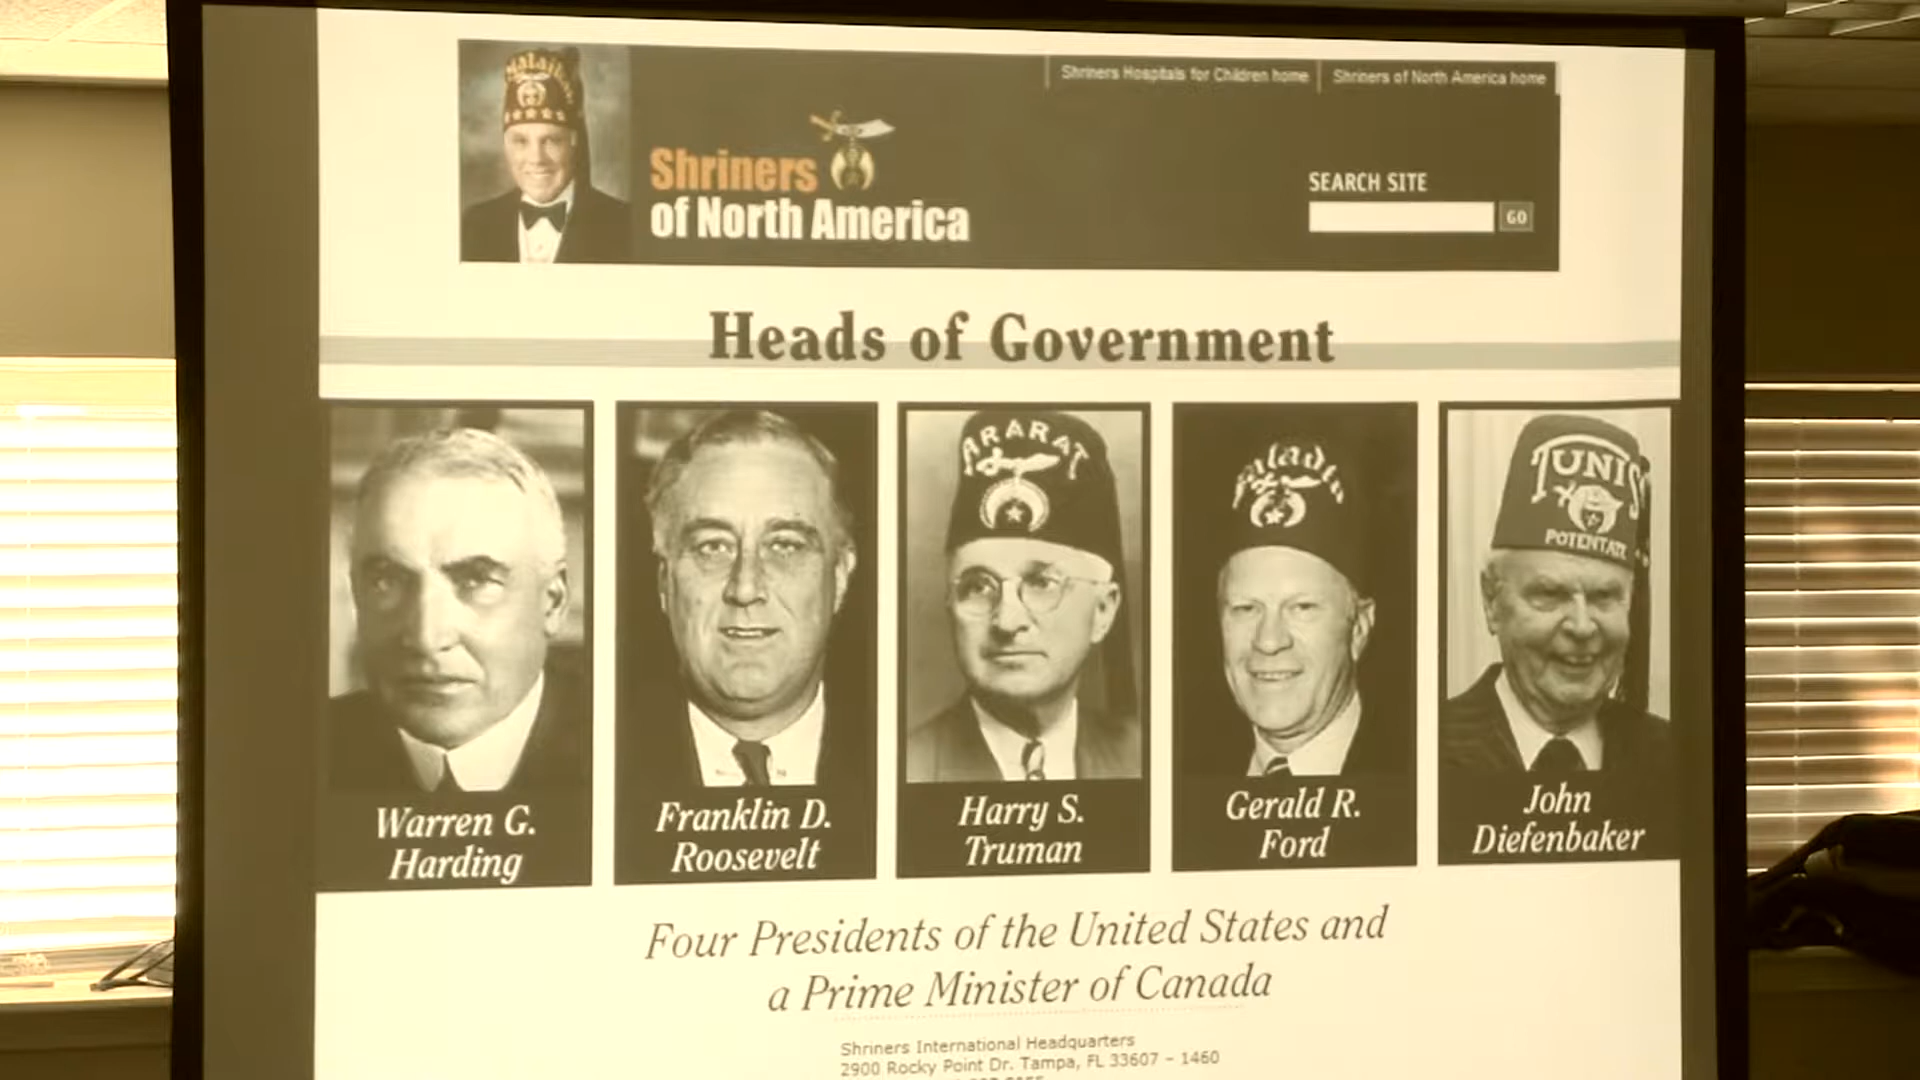 Shriners Hospitals for Children home
Shriners of North America home
Shriners
of North America
SEARCH SITE
GO
Heads of Government
ARARAT
TUNIS
POTENTATE
Warren G.
Harding
Franklin D.
Roosevelt
Harry S.
Truman
Gerald R.
Ford
John
Diefenbaker
Four Presidents of the United States and
a Prime Minister of Canada
Shriners International Headquarters
2900 Rocky Point Dr. Tampa, FL 33607 - 1460